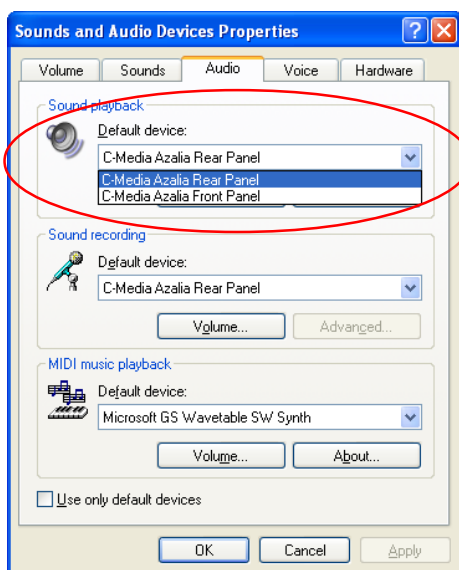 Sounds and Audio Devices Properties
Volume
Sounds
Audio
Voice
Hardware
Sound playback
Default device:
C-Media Azalia Rear Panel
C-Media Azalia Rear Panel
C-Media Azalia Front Panel
Sound recording
Default device:
C-Media Azalia Rear Panel
Volume...
Advanced...
MIDI music playback
Default device:
Microsoft GS Wavetable SW Synth
Volume...
About...
Use only default devices
OK
Cancel
Apply